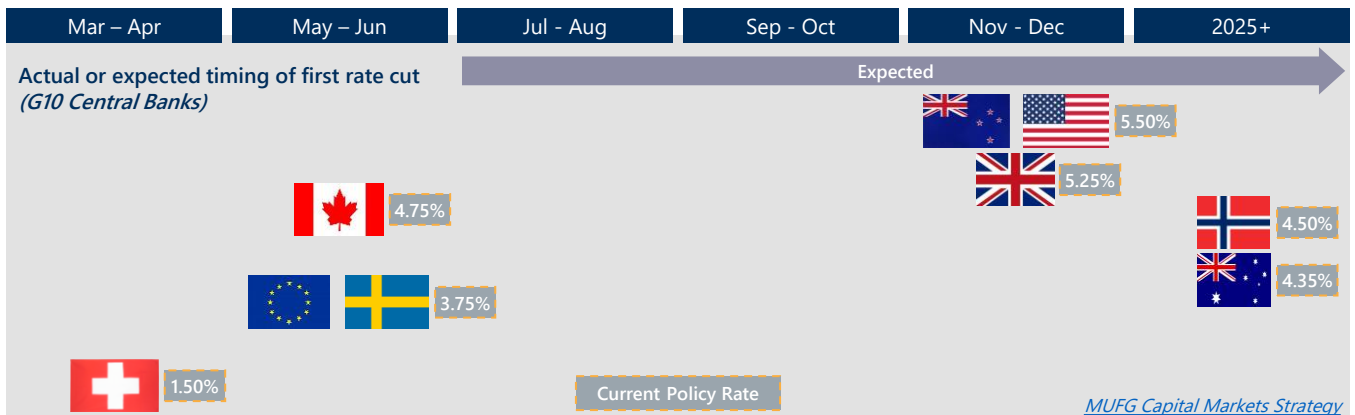 Mar – Apr
May – Jun
Jul - Aug
Sep - Oct
Nov - Dec
2025+
Actual or expected timing of first rate cut
(G10 Central Banks)
Expected
5.50%
5.25%
4.75%
4.50%
4.35%
3.75%
1.50%
Current Policy Rate
MUFG Capital Markets Strategy